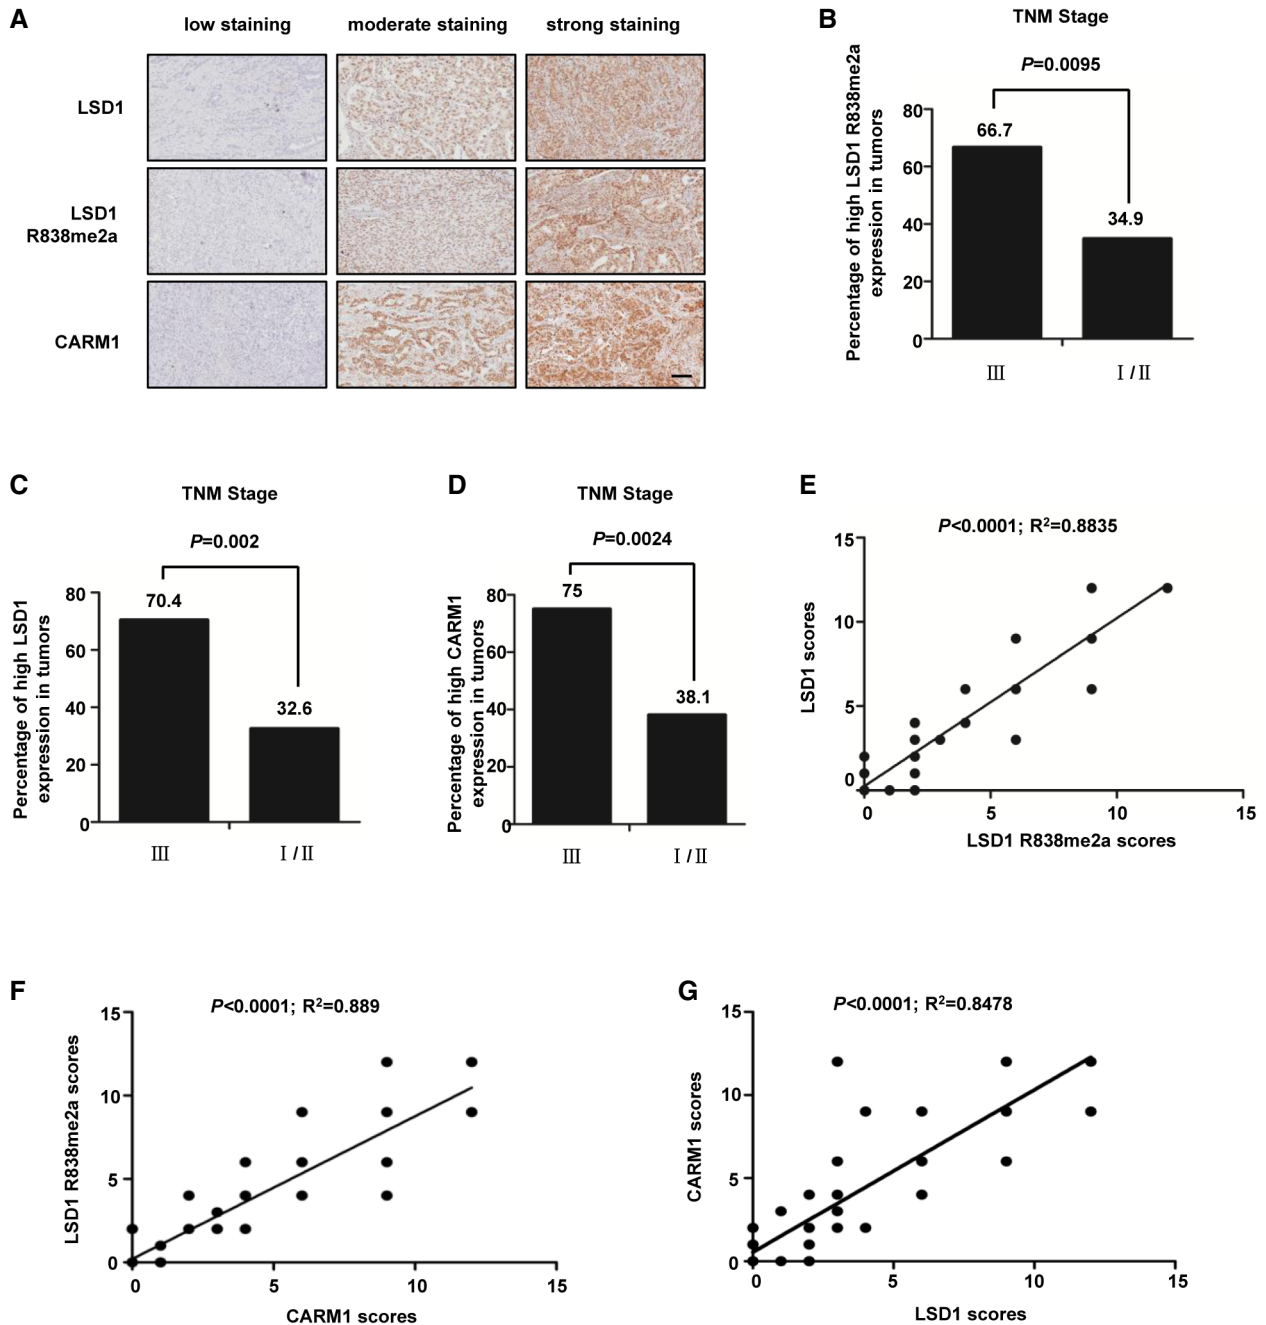 A
low staining
moderate staining
strong staining
LSD1
LSD1
R838me2a
CARM1
B
TNM Stage
P=0.0095
Percentage of high LSD1 R838me2a
expression in tumors
80
60
40
20
0
66.7
34.9
III
I / II
C
TNM Stage
P=0.002
Percentage of high LSD1
expression in tumors
80
60
40
20
0
70.4
32.6
III
I / II
D
TNM Stage
P=0.0024
Percentage of high CARM1
expression in tumors
80
60
40
20
0
75
38.1
III
I / II
E
P<0.0001; R²=0.8835
LSD1 scores
15
10
5
0
0
5
10
15
LSD1 R838me2a scores
F
P<0.0001; R²=0.889
LSD1 R838me2a scores
15
10
5
0
0
5
10
15
CARM1 scores
G
P<0.0001; R²=0.8478
CARM1 scores
15
10
5
0
0
5
10
15
LSD1 scores